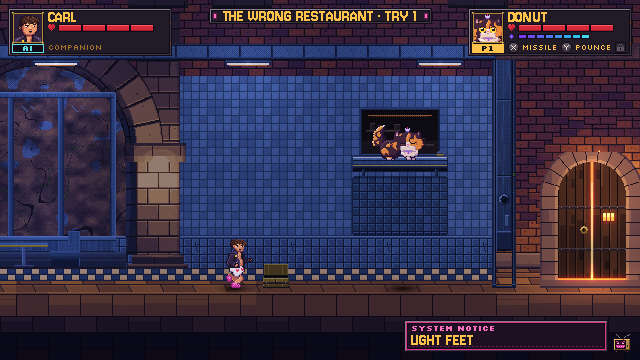 CARL
AI
COMPANION
THE WRONG RESTAURANT · TRY 1
DONUT
P1
X MISSILE Y POUNCE
SYSTEM NOTICE
LIGHT FEET